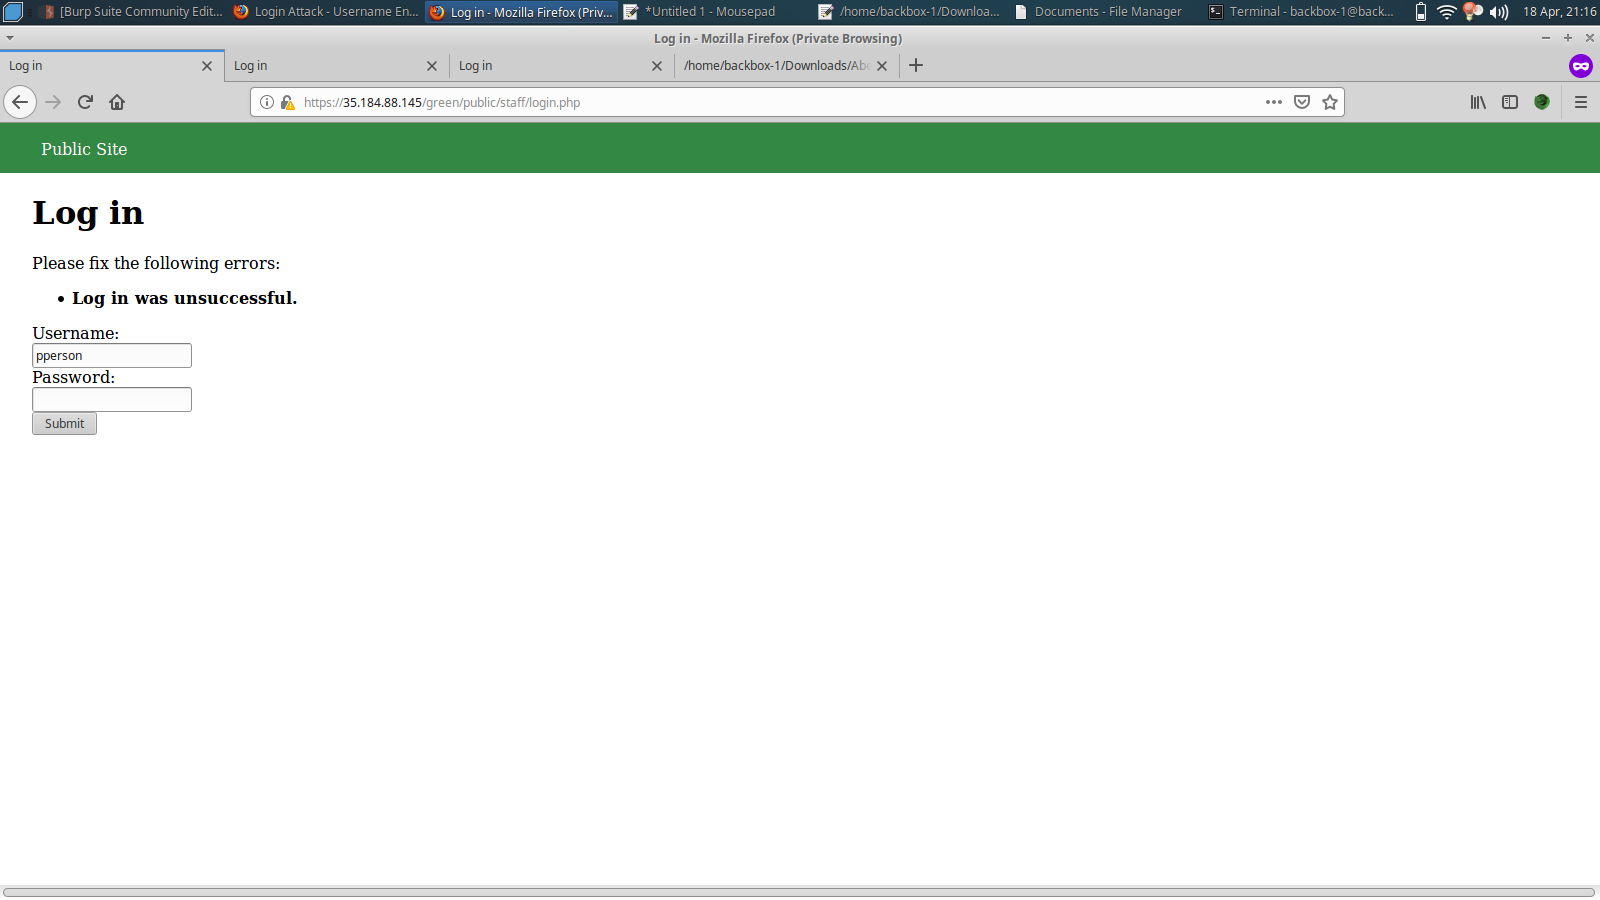 [Burp Suite Community Edit... Login Attack - Username En... Log in - Mozilla Firefox (Priv... *Untitled 1 - Mousepad /home/backbox-1/Downloa... Documents - File Manager Terminal - backbox-1@back... 18 Apr, 21:16
Log in - Mozilla Firefox (Private Browsing)
Log in Log in Log in /home/backbox-1/Downloads/Abe
https://35.184.88.145/green/public/staff/login.php
Public Site
Log in
Please fix the following errors:
• Log in was unsuccessful.
Username:
pperson
Password:
Submit